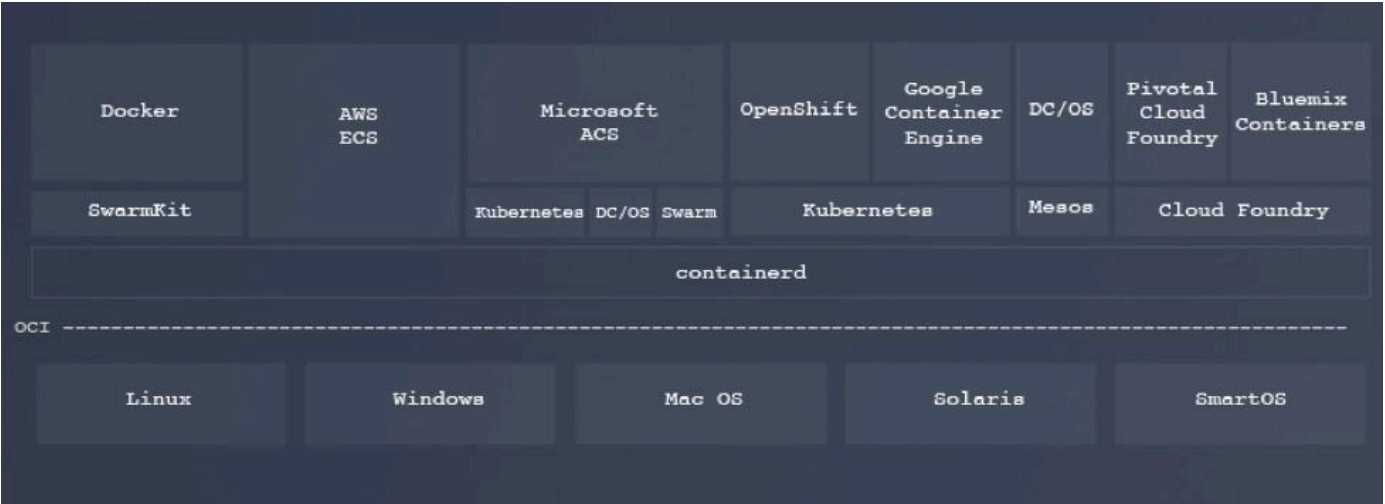 Docker
AWS
ECS
Microsoft
ACS
OpenShift
Google
Container
Engine
DC/OS
Pivotal
Cloud
Foundry
Bluemix
Containers
SwarmKit
Kubernetes
DC/OS
Swarm
Kubernetes
Mesos
Cloud Foundry
containerd
OCI
Linux
Windows
Mac OS
Solaris
SmartOS